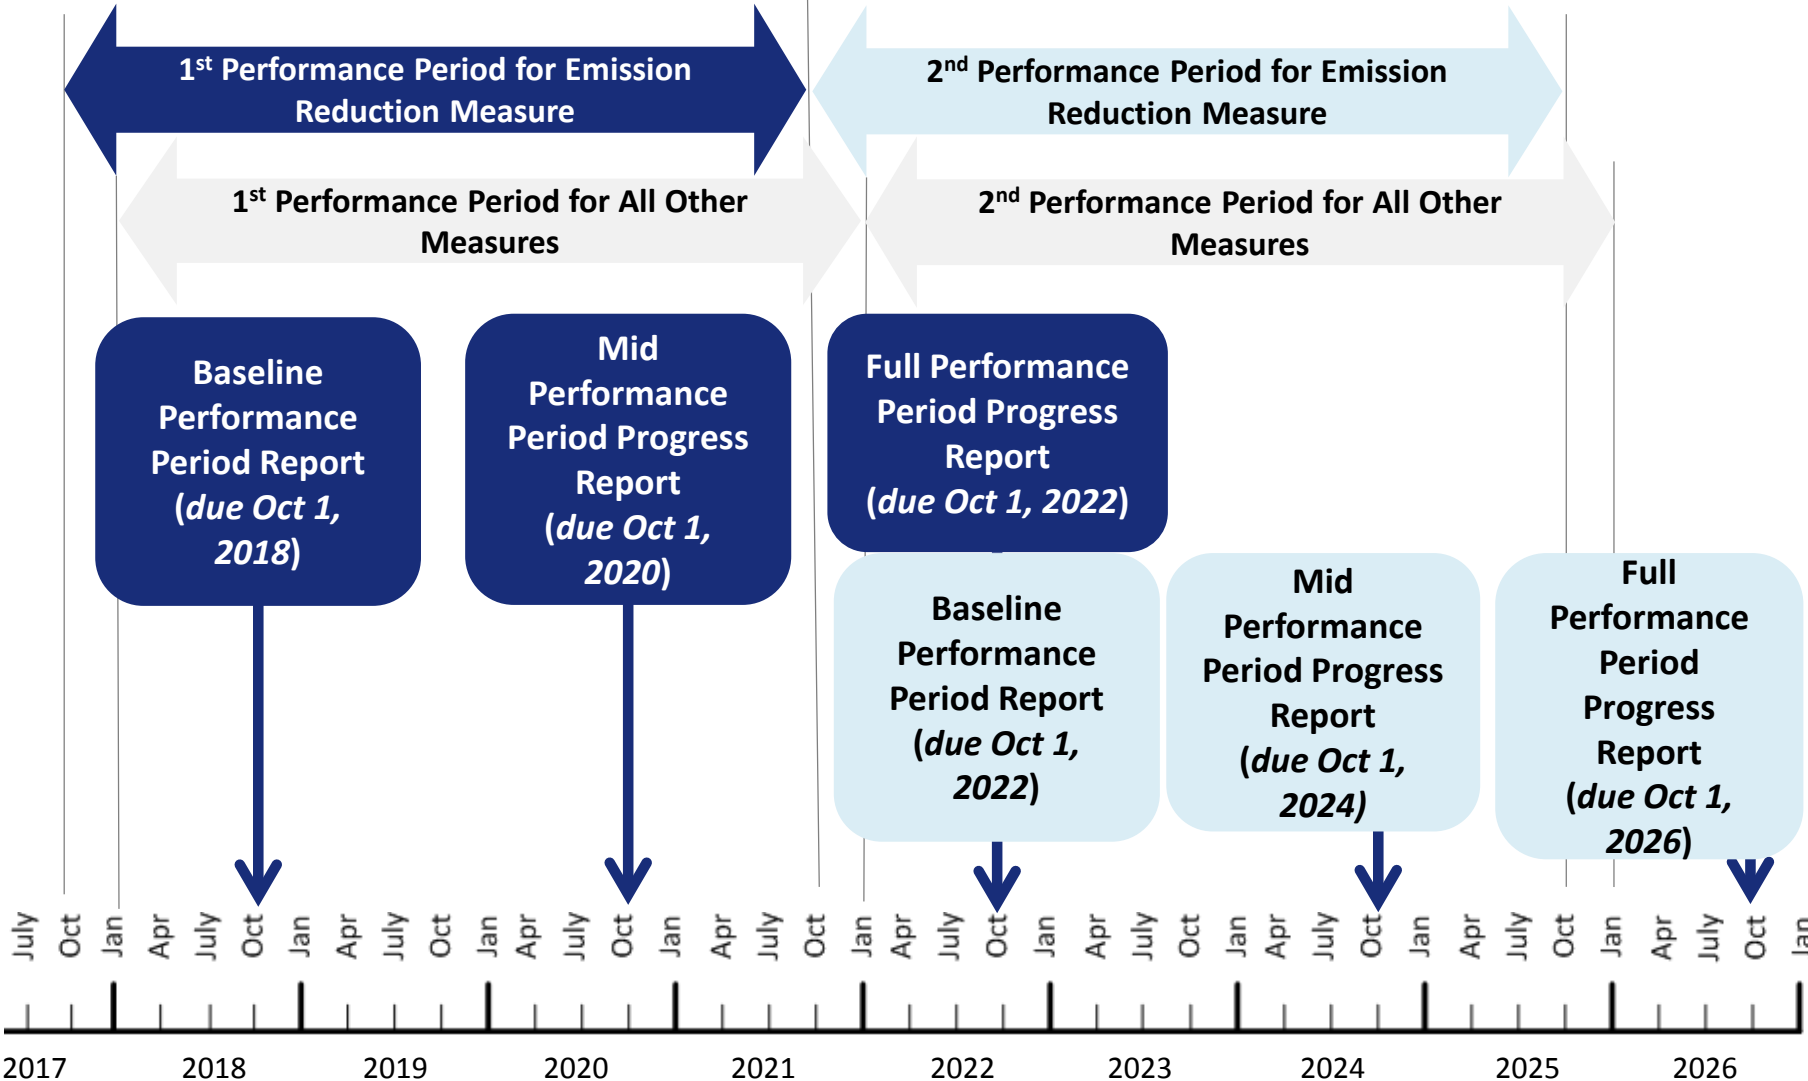 1st Performance Period for Emission
Reduction Measure
2nd Performance Period for Emission
Reduction Measure
1st Performance Period for All Other
Measures
2nd Performance Period for All Other
Measures
Baseline
Performance
Period Report
(due Oct 1,
2018)
Mid
Performance
Period Progress
Report
(due Oct 1,
2020)
Full Performance
Period Progress
Report
(due Oct 1, 2022)
Baseline
Performance
Period Report
(due Oct 1,
2022)
Mid
Performance
Period Progress
Report
(due Oct 1,
2024)
Full
Performance
Period
Progress
Report
(due Oct 1,
2026)
July Oct Jan Apr July Oct Jan Apr July Oct Jan Apr July Oct Jan Apr July Oct Jan Apr July Oct Jan Apr July Oct Jan Apr July Oct Jan Apr July Oct Jan Apr July Oct Jan
2017 2018 2019 2020 2021 2022 2023 2024 2025 2026